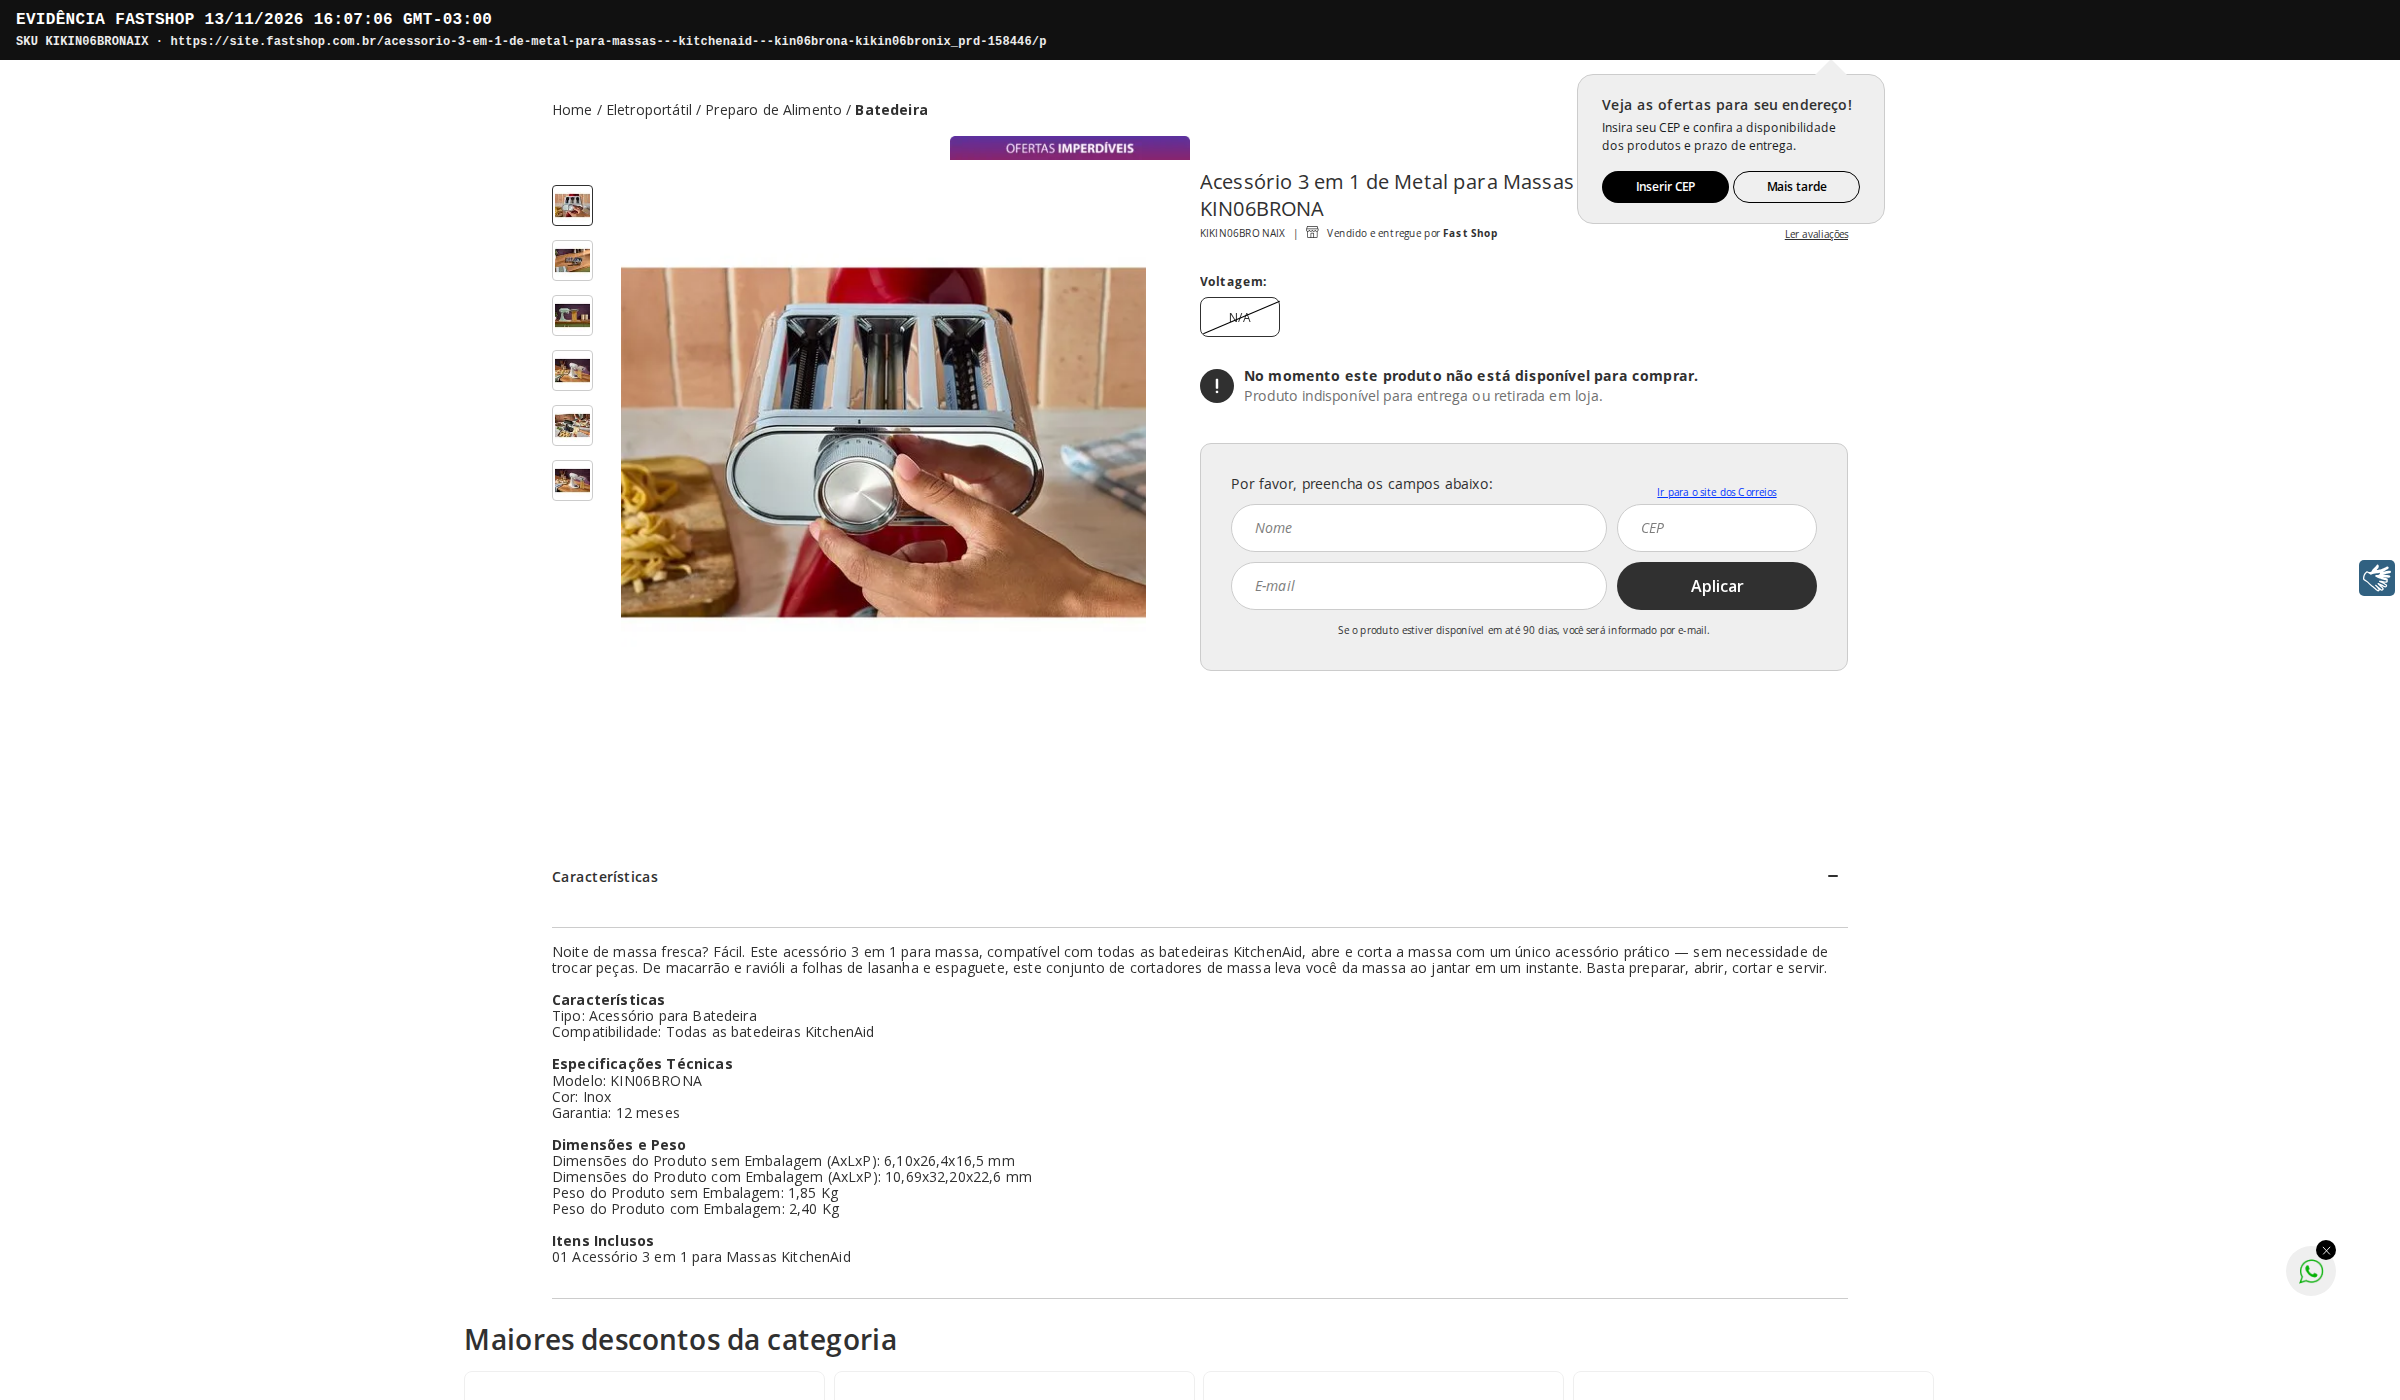 EVIDÊNCIA FASTSHOP 13/11/2026 16:07:06 GMT-03:00
SKU KIKIN06BRONAIX · https://site.fastshop.com.br/acessorio-3-em-1-de-metal-para-massas---kitchenaid---kin06brona-kikin06bronix_prd-158446/p
Home / Eletroportátil / Preparo de Alimento / Batedeira
Veja as ofertas para seu endereço!
Insira seu CEP e confira a disponibilidade
dos produtos e prazo de entrega.
Inserir CEP
Mais tarde
OFERTAS IMPERDÍVEIS
Acessório 3 em 1 de Metal para Massas
KIN06BRONA
KIKIN06BRONAIX | Vendido e entregue por Fast Shop
Ler avaliações
Voltagem:
N/A
No momento este produto não está disponível para comprar.
Produto indisponível para entrega ou retirada em loja.
Por favor, preencha os campos abaixo:
Ir para o site dos Correios
Nome
CEP
E-mail
Aplicar
Se o produto estiver disponível em até 90 dias, você será informado por e-mail.
Características
Noite de massa fresca? Fácil. Este acessório 3 em 1 para massa, compatível com todas as batedeiras KitchenAid, abre e corta a massa com um único acessório prático — sem necessidade de
trocar peças. De macarrão e ravióli a folhas de lasanha e espaguete, este conjunto de cortadores de massa leva você da massa ao jantar em um instante. Basta preparar, abrir, cortar e servir.
Características
Tipo: Acessório para Batedeira
Compatibilidade: Todas as batedeiras KitchenAid
Especificações Técnicas
Modelo: KIN06BRONA
Cor: Inox
Garantia: 12 meses
Dimensões e Peso
Dimensões do Produto sem Embalagem (AxLxP): 6,10x26,4x16,5 mm
Dimensões do Produto com Embalagem (AxLxP): 10,69x32,20x22,6 mm
Peso do Produto sem Embalagem: 1,85 Kg
Peso do Produto com Embalagem: 2,40 Kg
Itens Inclusos
01 Acessório 3 em 1 para Massas KitchenAid
Maiores descontos da categoria